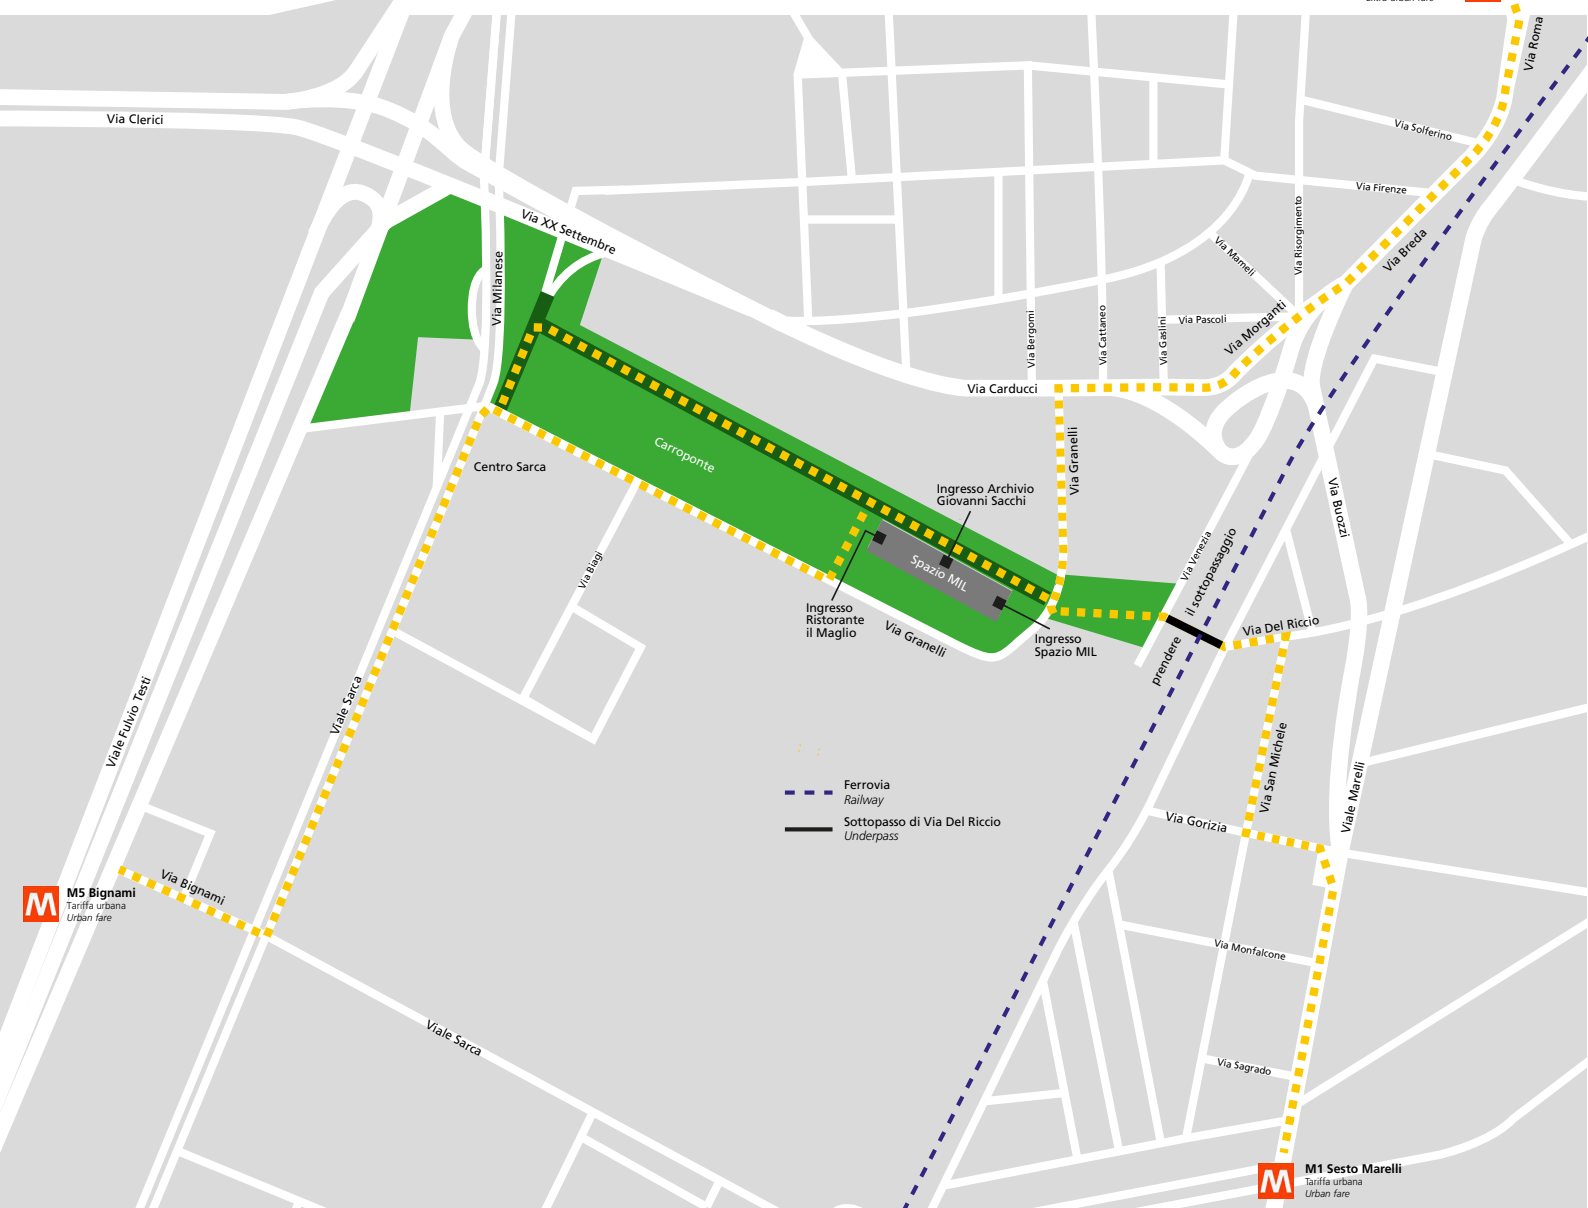 Via Roma
Via Clerici
Via Solferino
Via Firenze
Via XX Settembre
Via Risorgimento
Via Breda
Via Mameli
Via Milanese
Via Bergomi
Via Cattaneo
Via Gaslini
Via Pascoli
Via Morganti
Via Carducci
Carroponte
Centro Sarca
Via Granelli
Via Buozzi
Ingresso Archivio
Giovanni Sacchi
Via Biagi
Spazio MIL
Via Venezia
prendere il sottopassaggio
Ingresso
Ristorante
il Maglio
Via Granelli
Ingresso
Spazio MIL
Via Del Riccio
Viale Fulvio Testi
Viale Sarca
Via San Michele
Viale Marelli
Ferrovia
Railway
Sottopasso di Via Del Riccio
Underpass
Via Gorizia
M
M5 Bignami
Tariffa urbana
Urban fare
Via Bignami
Via Monfalcone
Viale Sarca
Via Sagrado
M
M1 Sesto Marelli
Tariffa urbana
Urban fare